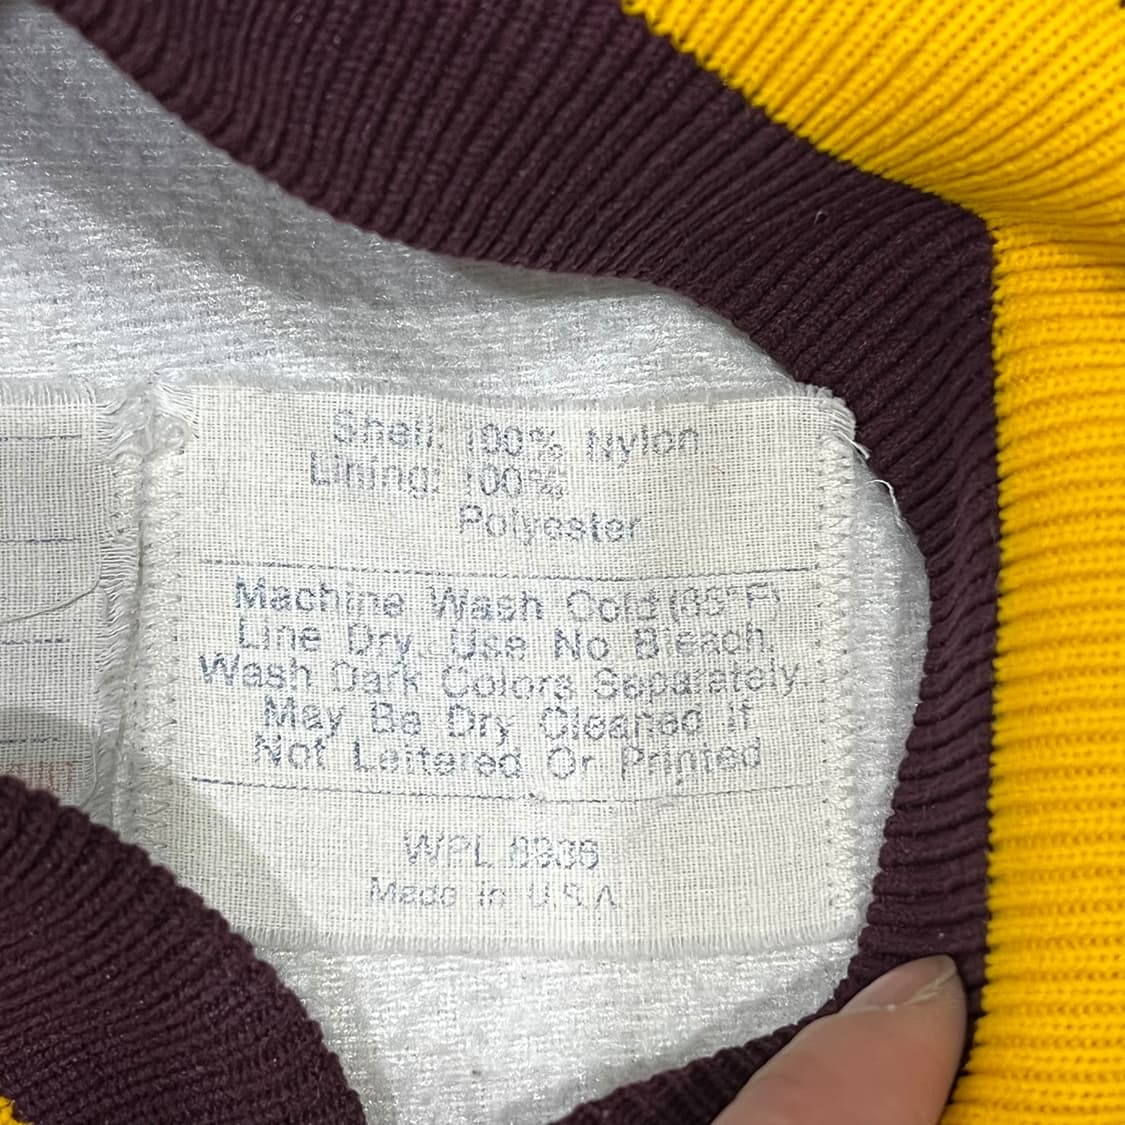 Shell: 100% Nylon
Lining: 100%
Polyester
Machine Wash Cold (85°F)
Line Dry. Use No Bleach.
Wash Dark Colors Separately.
May Be Dry Cleaned If
Not Lettered Or Printed
WPL
Made In U.S.A.